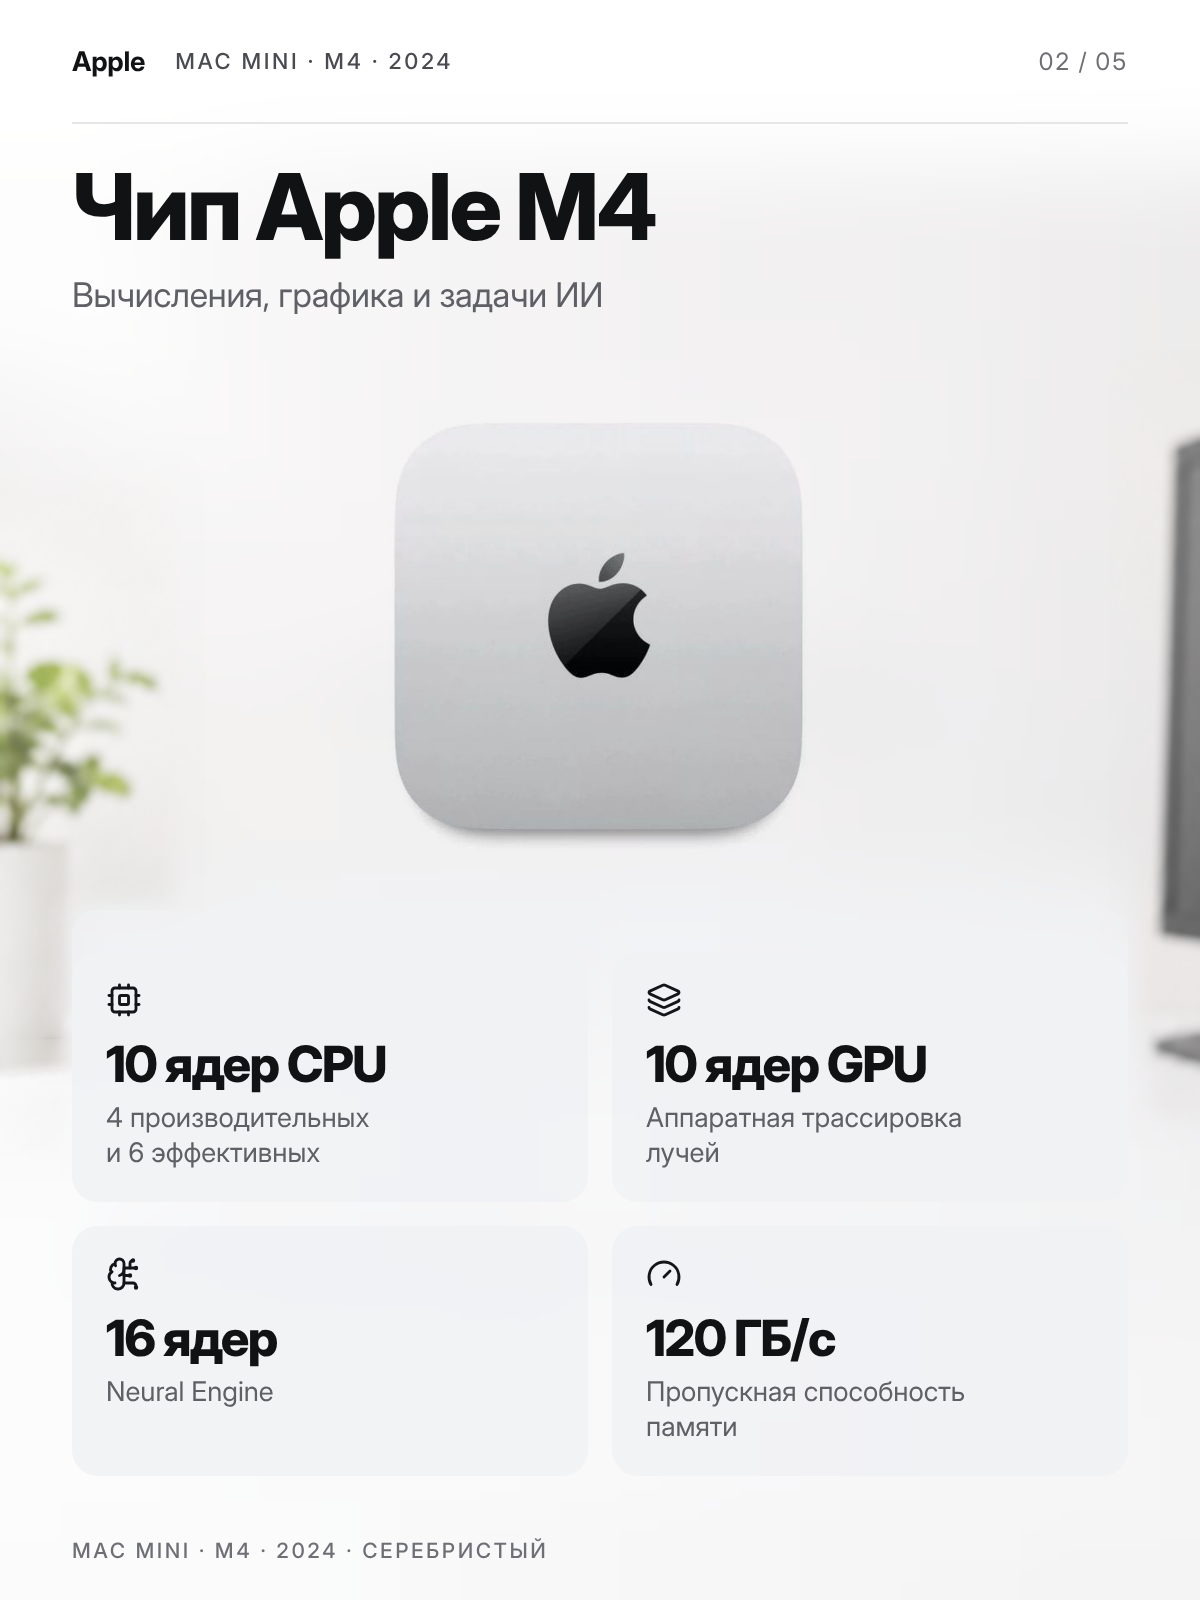 Apple MAC MINI · M4 · 2024 02 / 05
Чип Apple M4
Вычисления, графика и задачи ИИ
10 ядер CPU
4 производительных
и 6 эффективных
10 ядер GPU
Аппаратная трассировка
лучей
16 ядер
Neural Engine
120 ГБ/с
Пропускная способность
памяти
MAC MINI · M4 · 2024 · СЕРЕБРИСТЫЙ